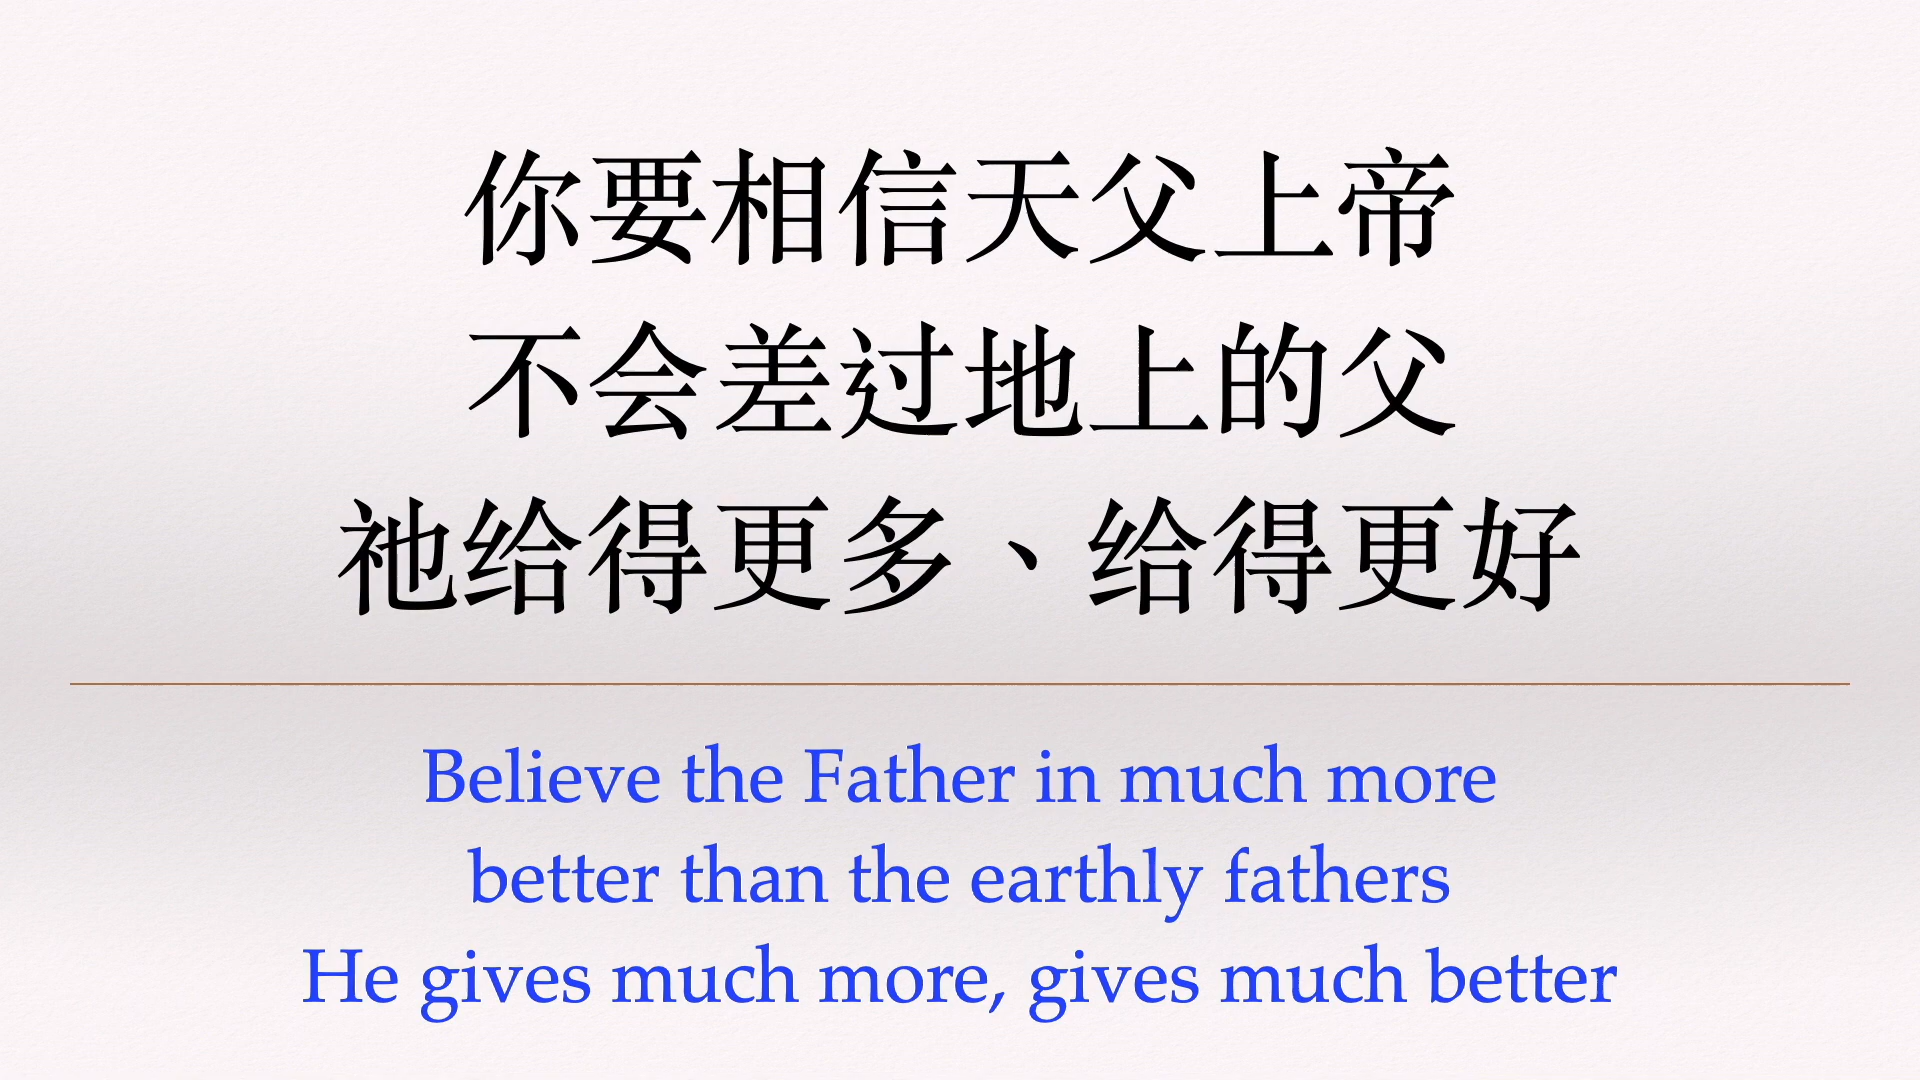 你要相信天父上帝
不会差过地上的父
祂给得更多、给得更好
Believe the Father in much more
better than the earthly fathers
He gives much more, gives much better